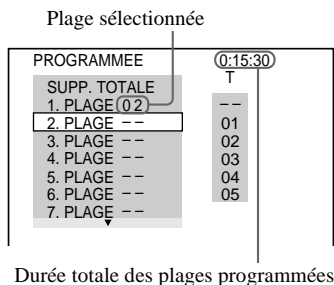 Plage sélectionnée
PROGRAMMEE 0:15:30
T
SUPP. TOTALE
1. PLAGE 0 2 – –
2. PLAGE – – 01
3. PLAGE – – 02
4. PLAGE – – 03
5. PLAGE – – 04
6. PLAGE – – 05
7. PLAGE – –
Durée totale des plages programmées